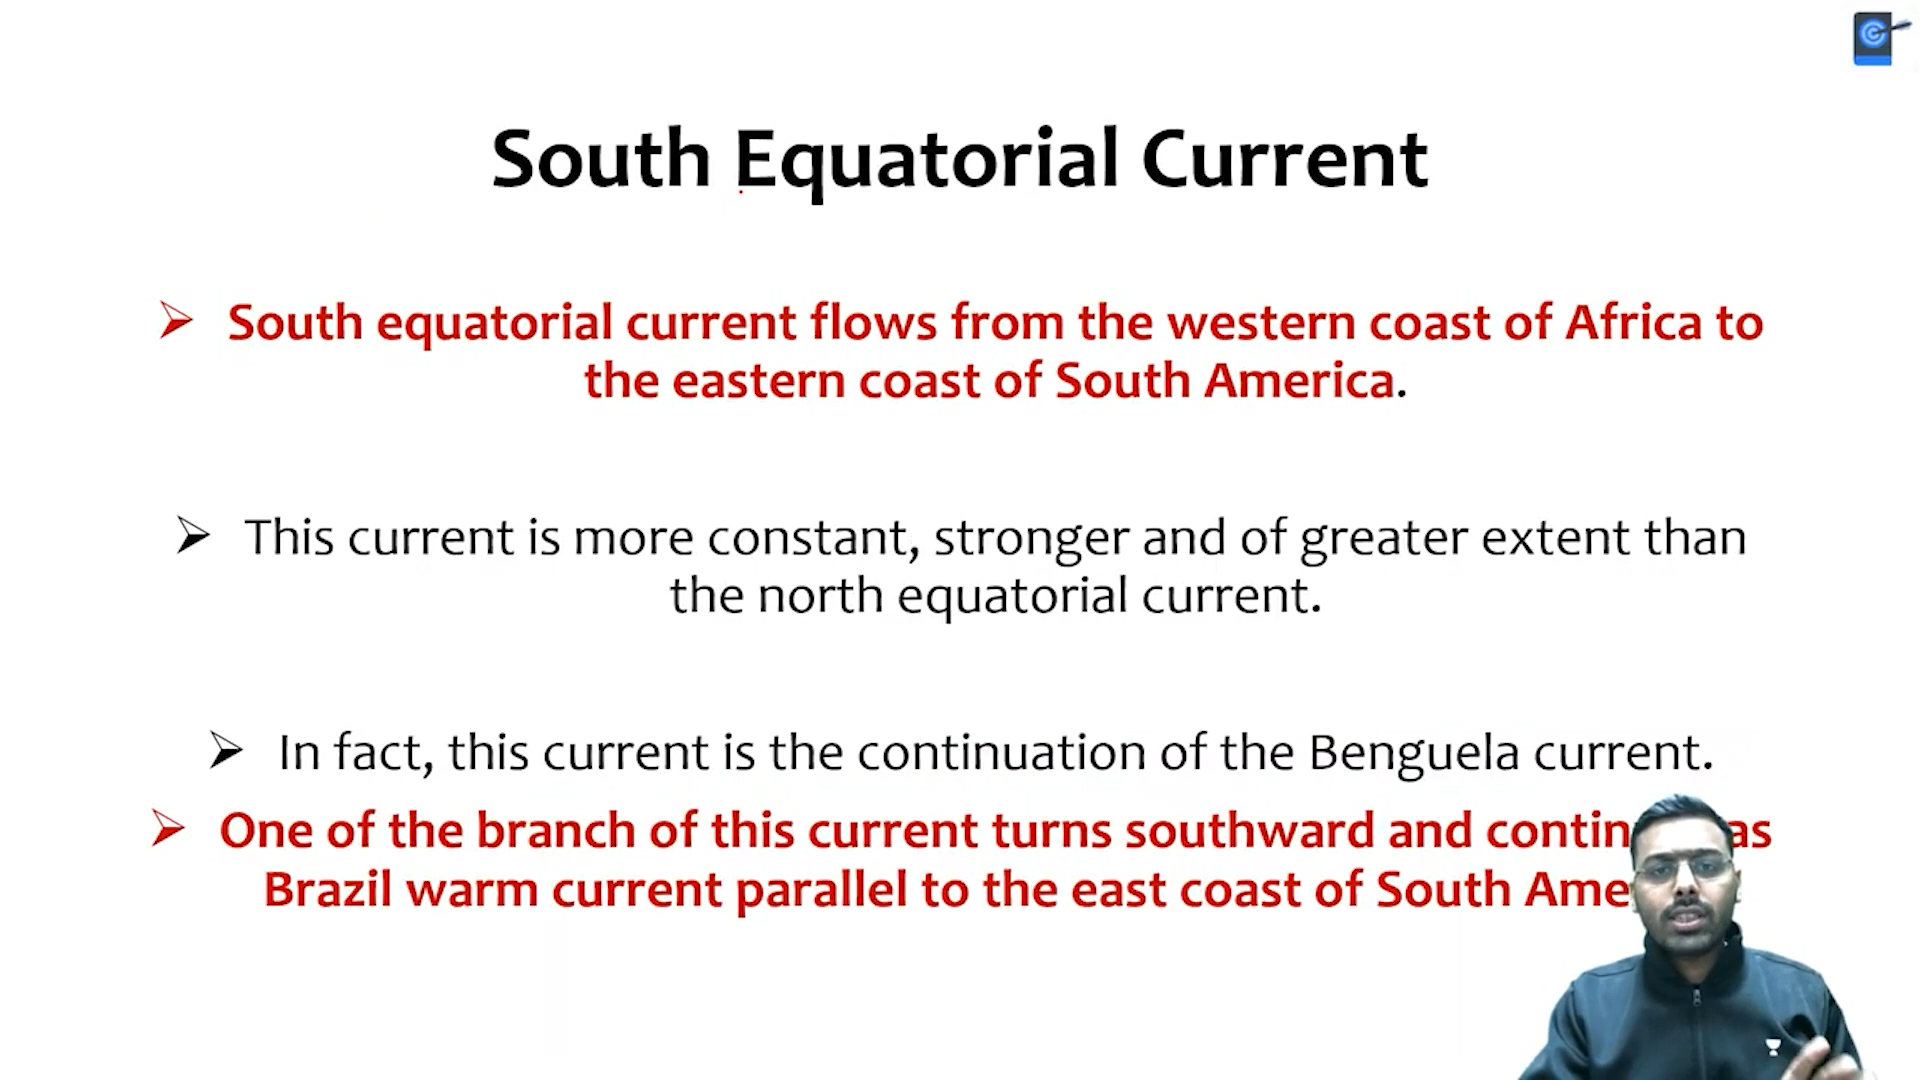 South Equatorial Current
South equatorial current flows from the western coast of Africa to
the eastern coast of South America.
This current is more constant, stronger and of greater extent than
the north equatorial current.
In fact, this current is the continuation of the Benguela current.
One of the branch of this current turns southward and as
Brazil warm current parallel to the east coast of South